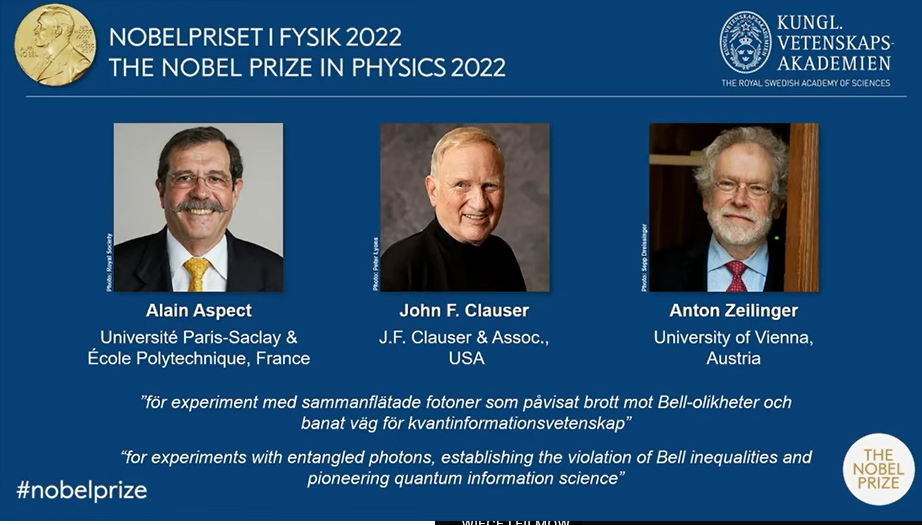 NOBELPRISET I FYSIK 2022
THE NOBEL PRIZE IN PHYSICS 2022
KUNGL.
VETENSKAPS-
AKADEMIEN
THE ROYAL SWEDISH ACADEMY OF SCIENCES
Photo: Royal Society
Photo: Peter Lyons
Photo: Sepp Dreissinger
Alain Aspect
Université Paris-Saclay &
École Polytechnique, France
John F. Clauser
J.F. Clauser & Assoc.,
USA
Anton Zeilinger
University of Vienna,
Austria
”för experiment med sammanflätade fotoner som påvisat brott mot Bell-olikheter och
banat väg för kvantinformationsvetenskap”
“for experiments with entangled photons, establishing the violation of Bell inequalities and
pioneering quantum information science”
#nobelprize
THE
NOBEL
PRIZE